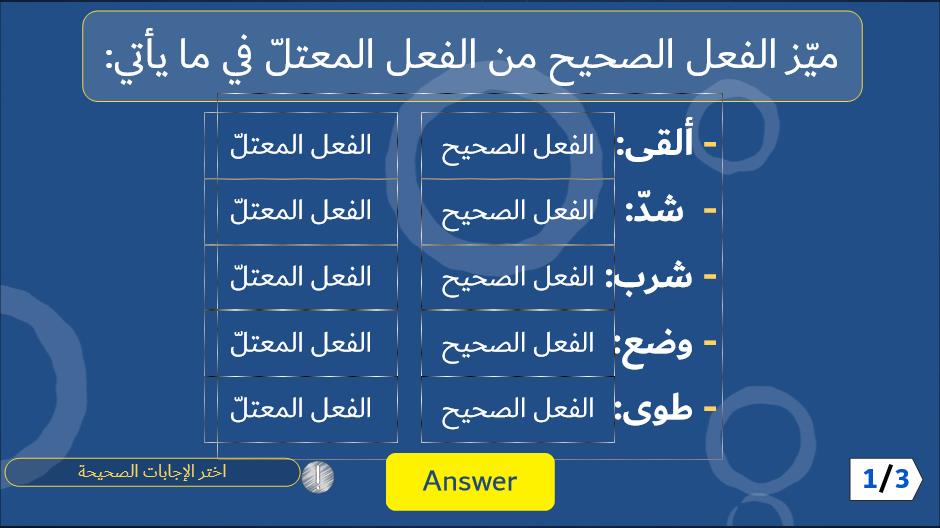 ميّز الفعل الصحيح من الفعل المعتلّ في ما يأتي:
- ألقى: الفعل الصحيح الفعل المعتلّ
- شدّ: الفعل الصحيح الفعل المعتلّ
- شرب: الفعل الصحيح الفعل المعتلّ
- وضع: الفعل الصحيح الفعل المعتلّ
- طوى: الفعل الصحيح الفعل المعتلّ
اختر الإجابات الصحيحة
!
Answer
1/3